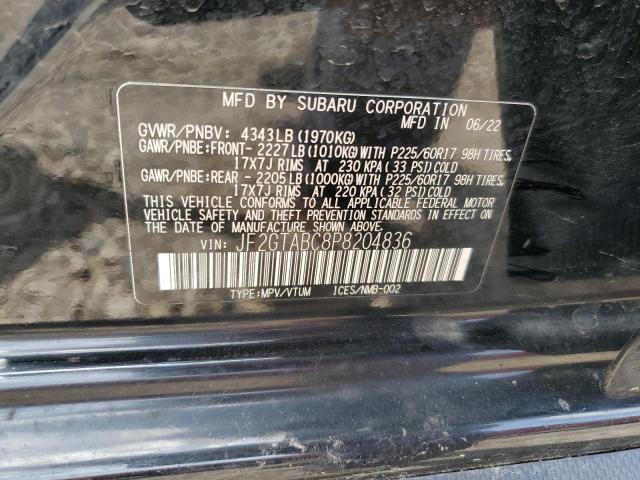 MFD BY SUBARU CORPORATION
MFD IN 06/22
GVWR/PNBV: 4343LB (1970KG)
GAWR/PNBE:FRONT- 2227LB (1010KG) WITH P225/60R17 98H TIRES,
17X7J RIMS AT 230 KPA (33 PSI) COLD
GAWR/PNBE:REAR - 2205LB (1000KG) WITH P225/60R17 98H TIRES,
17X7J RIMS AT 220 KPA (32 PSI) COLD
THIS VEHICLE CONFORMS TO ALL APPLICABLE FEDERAL MOTOR
VEHICLE SAFETY AND THEFT PREVENTION STANDARDS IN EFFECT ON
THE DATE OF MANUFACTURE SHOWN ABOVE.
VIN: JF2GTABC8P8204836
TYPE:MPV/VTUM ICES/NMB-002